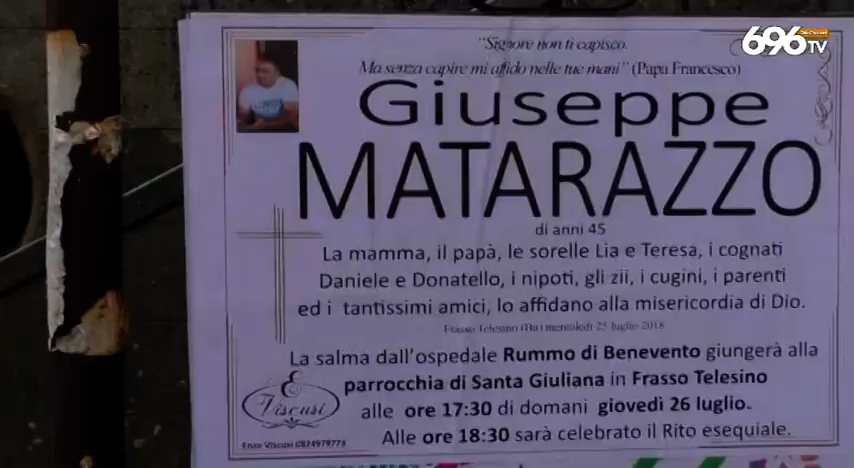 696 TV
"Signore non ti capisco.
Ma senza capire mi affido nelle tue mani" (Papa Francesco)
Giuseppe
MATARAZZO
di anni 45
La mamma, il papà, le sorelle Lia e Teresa, i cognati
Daniele e Donatello, i nipoti, gli zii, i cugini, i parenti
ed i tantissimi amici, lo affidano alla misericordia di Dio.
Frasso Telesino (Bn) mercoledì 25 luglio 2018
La salma dall'ospedale Rummo di Benevento giungerà alla
parrocchia di Santa Giuliana in Frasso Telesino
alle ore 17:30 di domani giovedì 26 luglio.
Alle ore 18:30 sarà celebrato il Rito esequiale.
E
Viscusi
Enzo Viscusi 0824979773